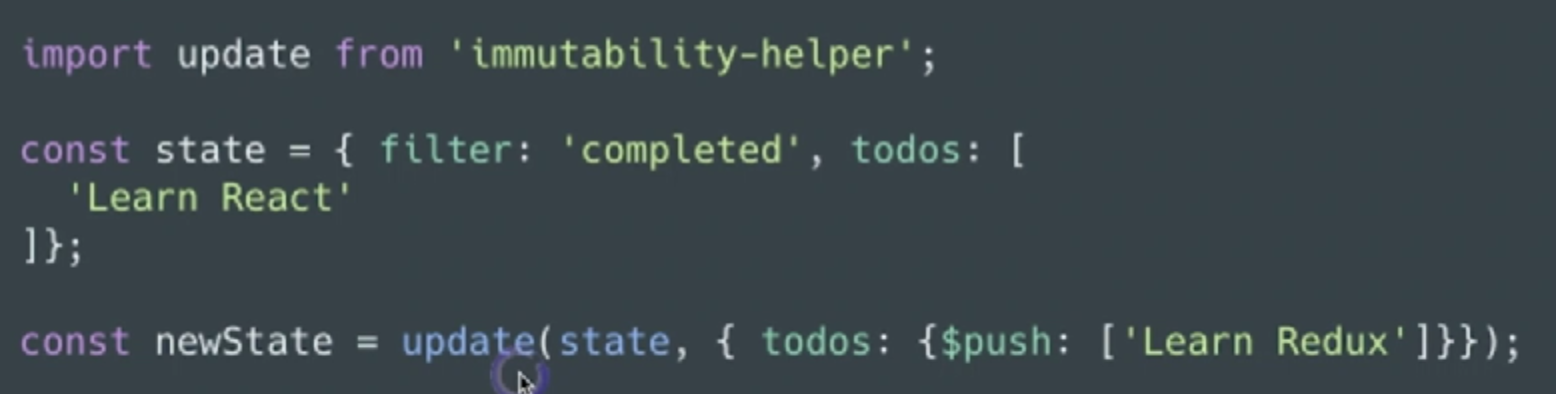 import update from 'immutability-helper';
const state = { filter: 'completed', todos: [
'Learn React'
]};
const newState = update(state, { todos: {$push: ['Learn Redux']}});